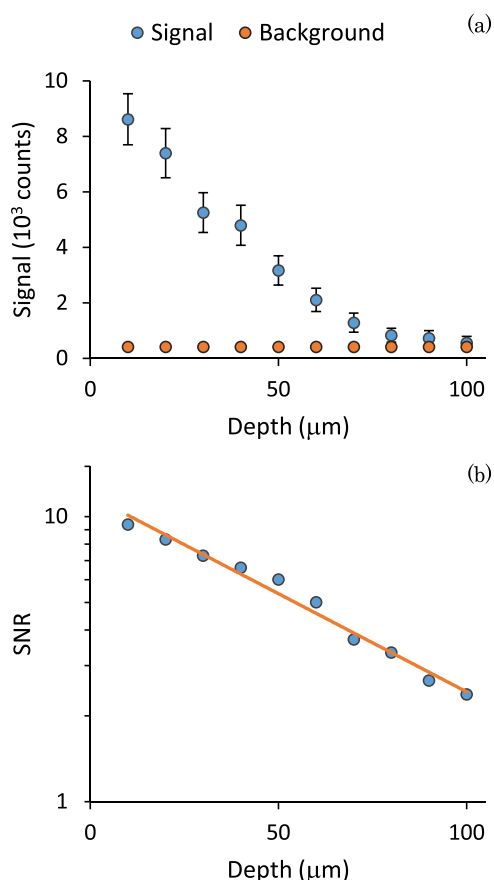 (a)
Signal Background
10
8
6
4
2
0
Signal (10³ counts)
0 50 100
Depth (μm)
(b)
10
1
SNR
0 50 100
Depth (μm)